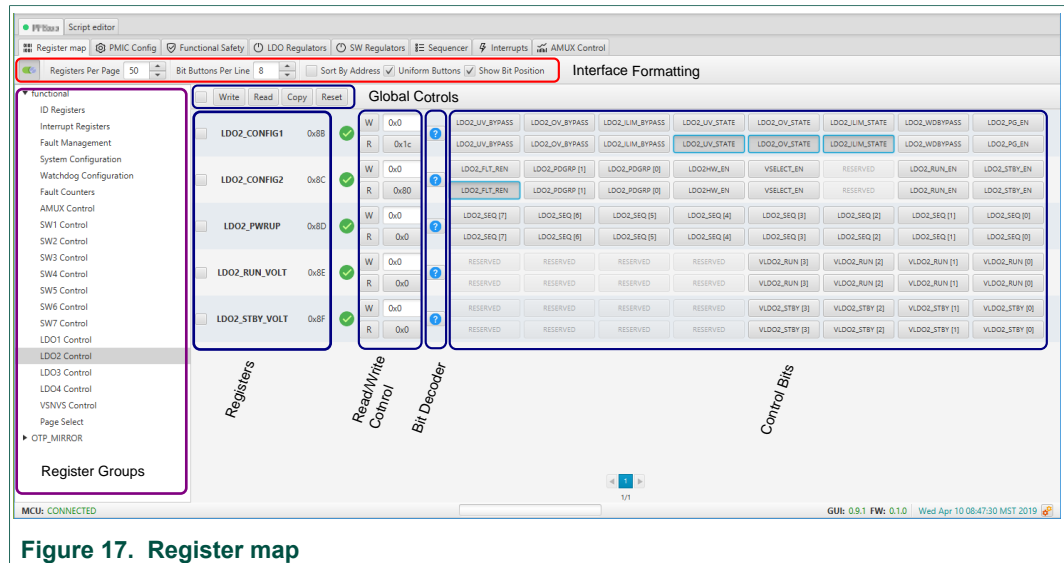 Script editor
Register map PMIC Config Functional Safety LDO Regulators SW Regulators Sequencer Interrupts AMUX Control
Registers Per Page 50 Bit Buttons Per Line 8 Sort By Address Uniform Buttons Show Bit Position Interface Formatting
functional
Write Read Copy Reset Global Cotrols
ID Registers
Interrupt Registers
Fault Management
System Configuration
Watchdog Configuration
Fault Counters
AMUX Control
SW1 Control
SW2 Control
SW3 Control
SW4 Control
SW5 Control
SW6 Control
SW7 Control
LDO1 Control
LDO2 Control
LDO3 Control
LDO4 Control
VSNVS Control
Page Select
OTP_MIRROR
Register Groups
LDO2_CONFIG1 0x8B
W 0x0 LDO2_UV_BYPASS LDO2_OV_BYPASS LDO2_ILIM_BYPASS LDO2_UV_STATE LDO2_OV_STATE LDO2_ILIM_STATE LDO2_WDBYPASS LDO2_PG_EN
R 0x1c ? LDO2_UV_BYPASS LDO2_OV_BYPASS LDO2_ILIM_BYPASS LDO2_UV_STATE LDO2_OV_STATE LDO2_ILIM_STATE LDO2_WDBYPASS LDO2_PG_EN
LDO2_CONFIG2 0x8C
W 0x0 LDO2_FLT_REN LDO2_PDGRP [1] LDO2_PDGRP [0] LDO2HW_EN VSELECT_EN RESERVED LDO2_RUN_EN LDO2_STBY_EN
R 0x80 ? LDO2_FLT_REN LDO2_PDGRP [1] LDO2_PDGRP [0] LDO2HW_EN VSELECT_EN RESERVED LDO2_RUN_EN LDO2_STBY_EN
LDO2_PWRUP 0x8D
W 0x0 LDO2_SEQ [7] LDO2_SEQ [6] LDO2_SEQ [5] LDO2_SEQ [4] LDO2_SEQ [3] LDO2_SEQ [2] LDO2_SEQ [1] LDO2_SEQ [0]
R 0x0 ? LDO2_SEQ [7] LDO2_SEQ [6] LDO2_SEQ [5] LDO2_SEQ [4] LDO2_SEQ [3] LDO2_SEQ [2] LDO2_SEQ [1] LDO2_SEQ [0]
LDO2_RUN_VOLT 0x8E
W 0x0 RESERVED RESERVED RESERVED RESERVED VLDO2_RUN [3] VLDO2_RUN [2] VLDO2_RUN [1] VLDO2_RUN [0]
R 0x0 ? RESERVED RESERVED RESERVED RESERVED VLDO2_RUN [3] VLDO2_RUN [2] VLDO2_RUN [1] VLDO2_RUN [0]
LDO2_STBY_VOLT 0x8F
W 0x0 RESERVED RESERVED RESERVED RESERVED VLDO2_STBY [3] VLDO2_STBY [2] VLDO2_STBY [1] VLDO2_STBY [0]
R 0x0 ? RESERVED RESERVED RESERVED RESERVED VLDO2_STBY [3] VLDO2_STBY [2] VLDO2_STBY [1] VLDO2_STBY [0]
Registers
Read/Write
Cotnrol
Bit Decoder
Control Bits
1
1/1
MCU: CONNECTED GUI: 0.9.1 FW: 0.1.0 Wed Apr 10 08:47:30 MST 2019
Figure 17. Register map